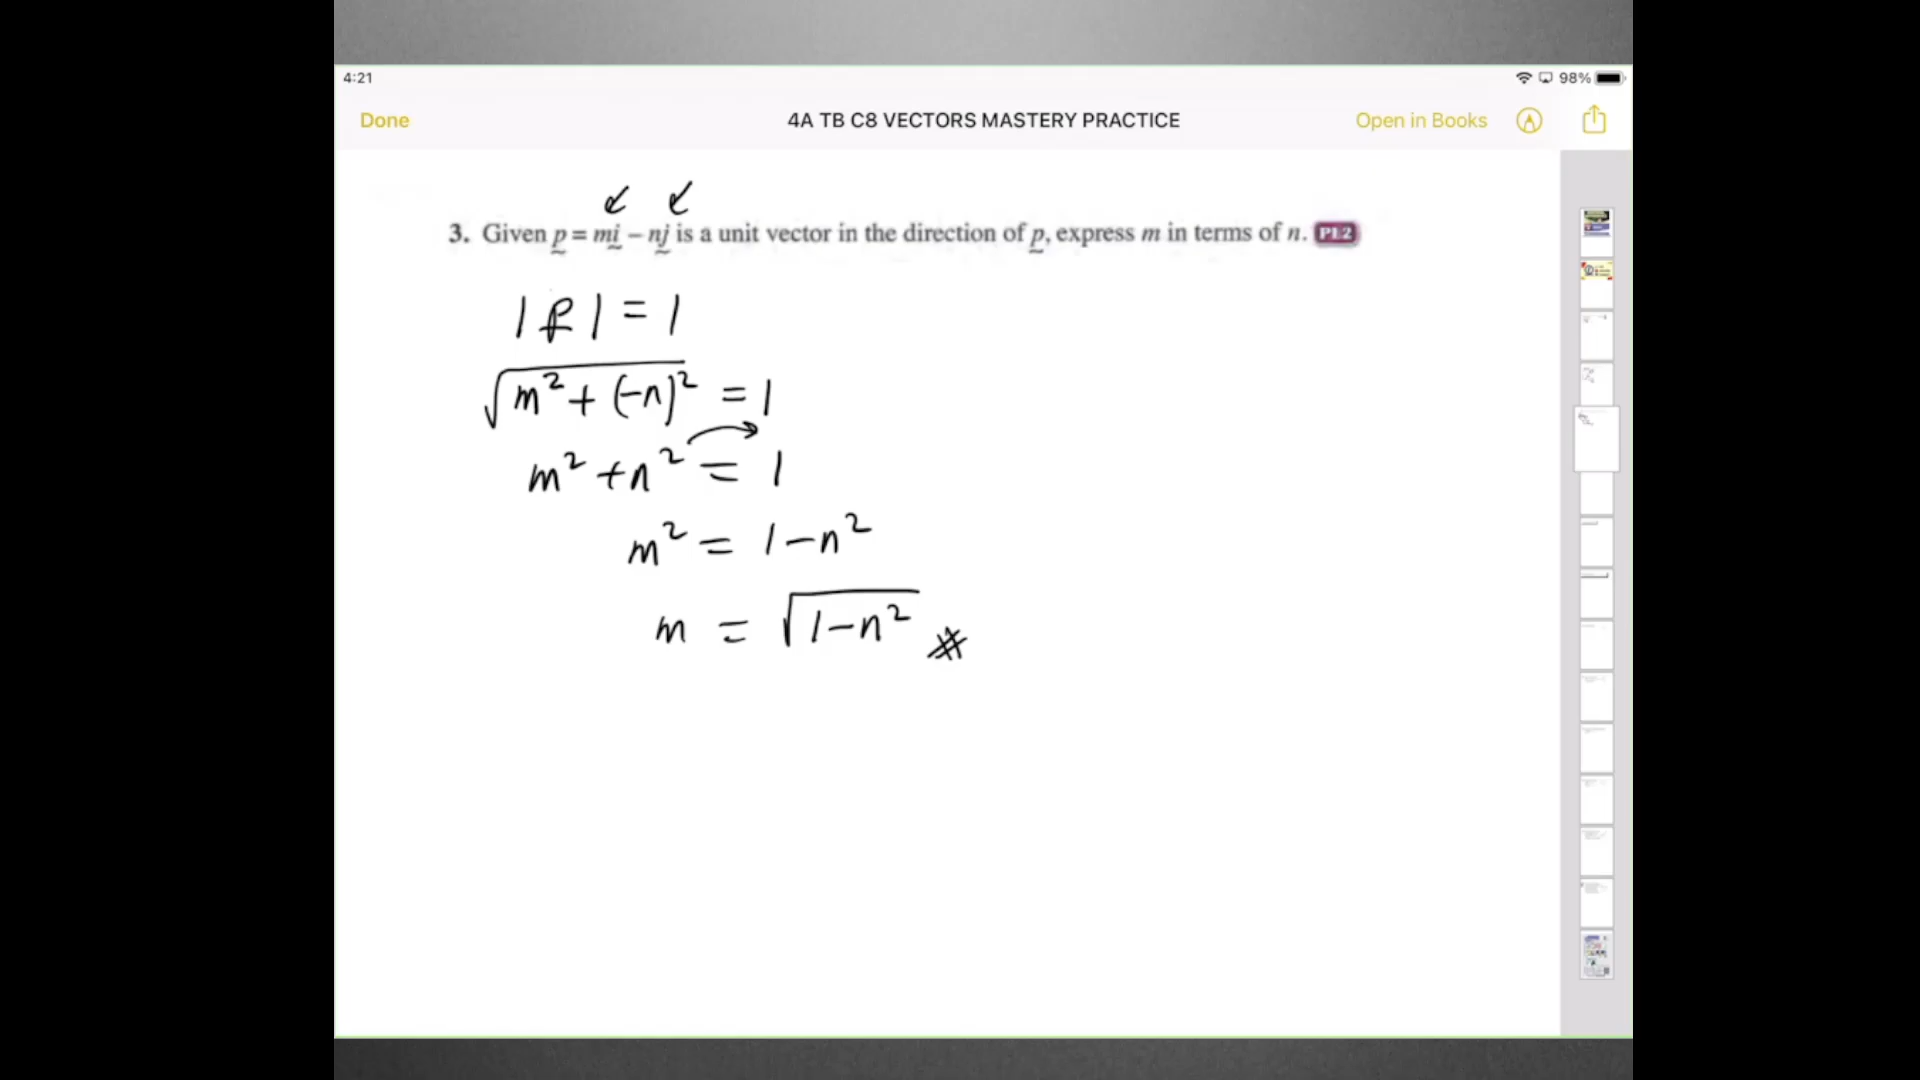 4:21
98%
Done
4A TB C8 VECTORS MASTERY PRACTICE
Open in Books
3. Given p = mi − nj is a unit vector in the direction of p, express m in terms of n. PL2
|p| = 1
√(m² + (−n)²) = 1
m² + n² = 1
m² = 1 − n²
m = √(1 − n²) #